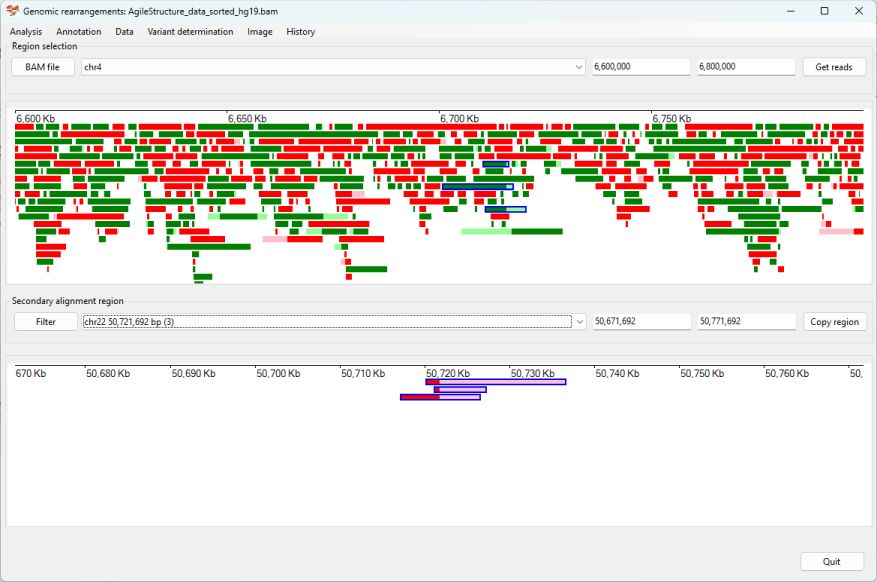 Genomic rearrangements: AgileStructure_data_sorted_hg19.bam
Analysis Annotation Data Variant determination Image History
Region selection
BAM file chr4 6,600,000 6,800,000 Get reads
6,600 Kb 6,650 Kb 6,700 Kb 6,750 Kb
Secondary alignment region
Filter chr22 50,721,692 bp (3) 50,671,692 50,771,692 Copy region
670 Kb 50,680 Kb 50,690 Kb 50,700 Kb 50,710 Kb 50,720 Kb 50,730 Kb 50,740 Kb 50,750 Kb 50,760 Kb 50,
Quit